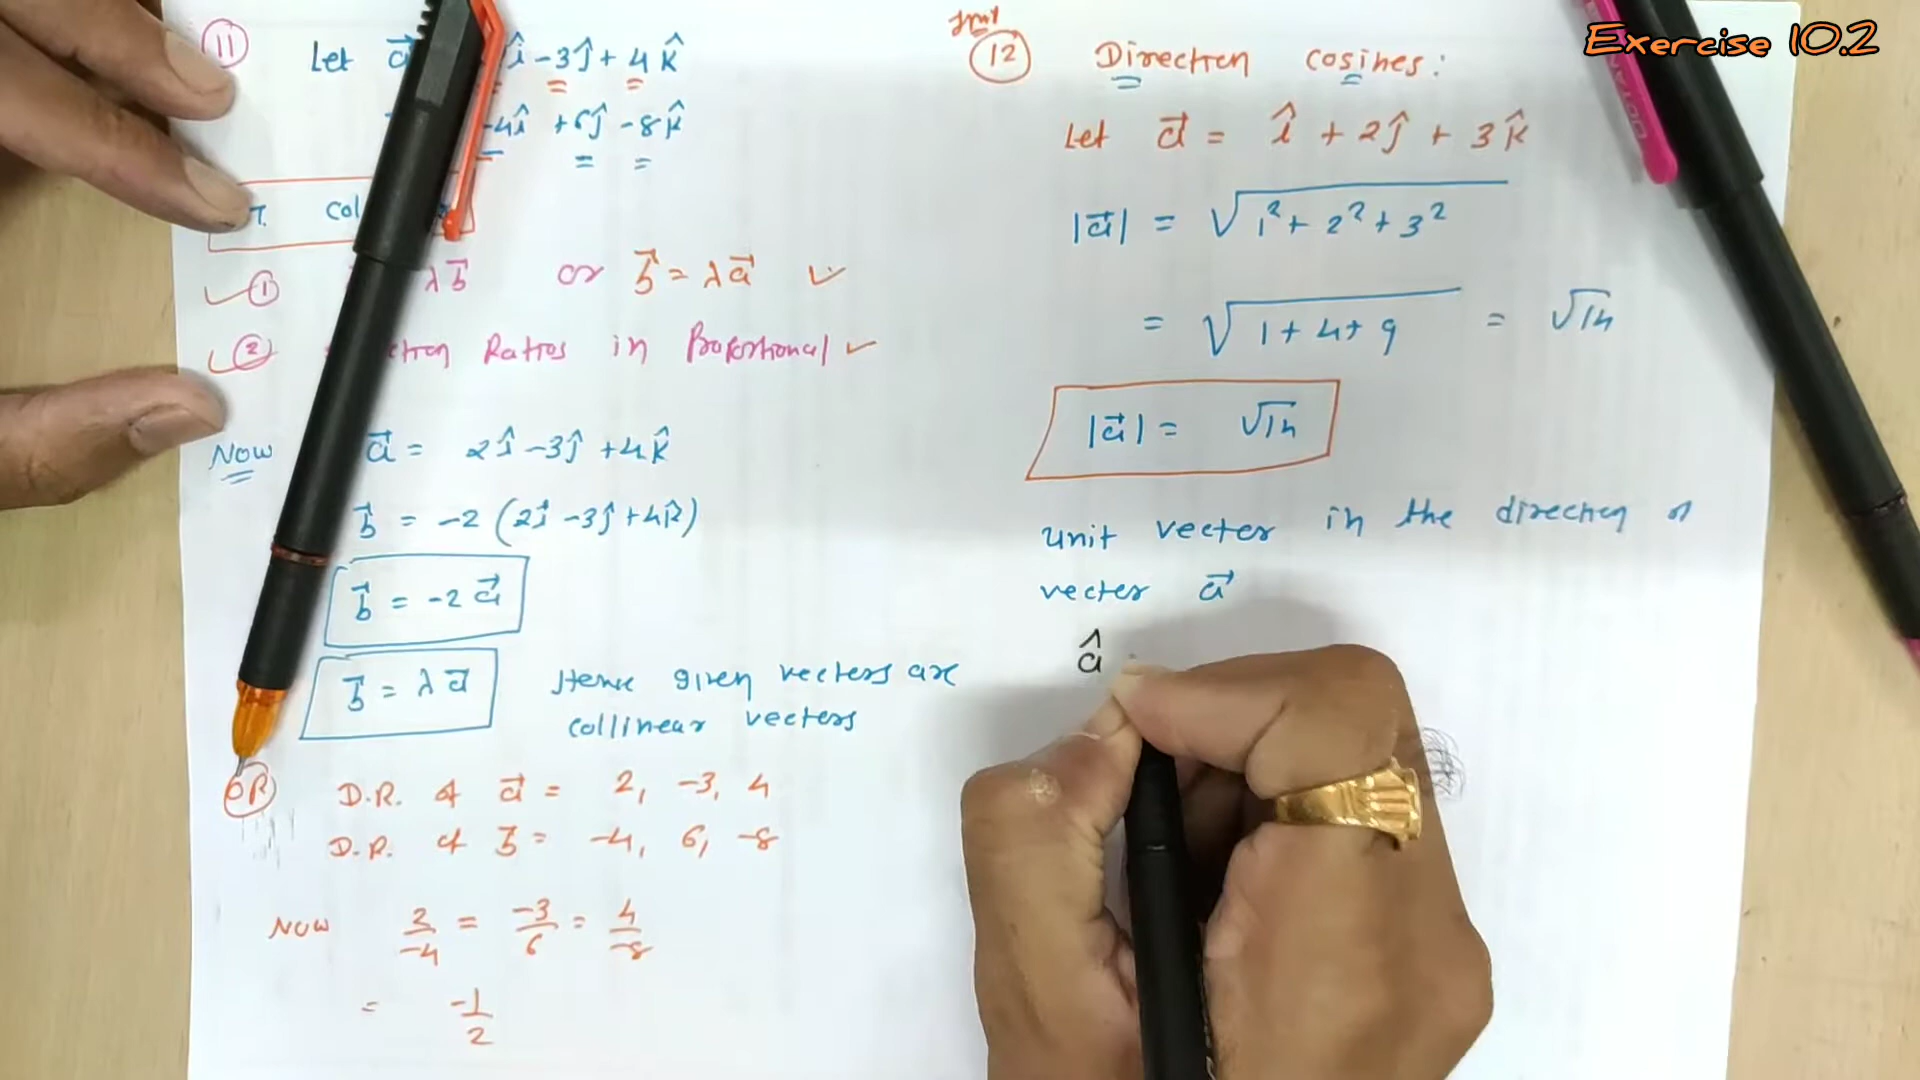 Exercise 10.2
11 Let a⃗ î - 3ĵ + 4k̂
-4î + 6ĵ - 8k̂
1 λb⃗ or b⃗ = λa⃗ ✓
2 Ratios in Proportional ✓
Now a⃗ = 2î - 3ĵ + 4k̂
b⃗ = -2 (2î - 3ĵ + 4k̂)
b⃗ = -2 a⃗
b⃗ = λ a⃗ Hence given vectors are
collinear vectors
OR D.R. of a⃗ = 2, -3, 4
D.R. of b⃗ = -4, 6, -8
Now 2/-4 = -3/6 = 4/-8
= -1/2
12 Direction cosines:
Let a⃗ = î + 2ĵ + 3k̂
|a⃗| = √1² + 2² + 3²
= √1 + 4 + 9 = √14
|a⃗| = √14
Unit vector in the direction of
vector a⃗
â